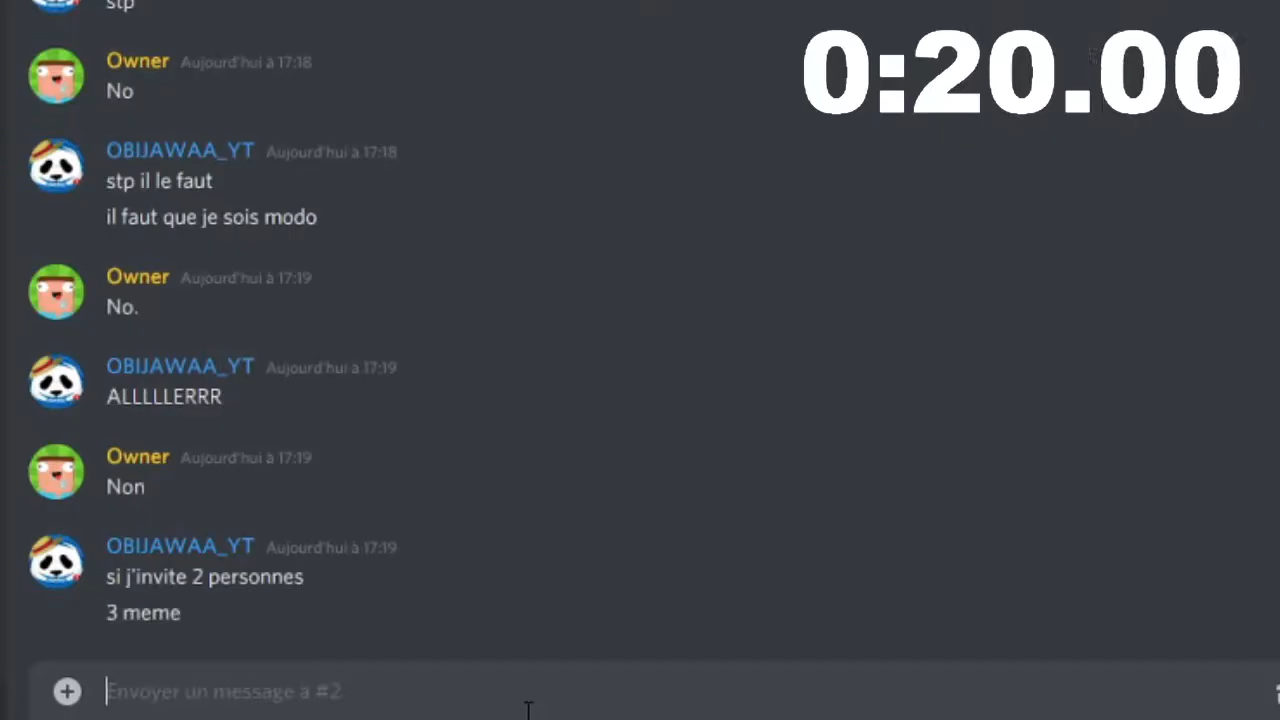 stp
0:20.00
Owner Aujourd'hui à 17:18
No
OBIJAWAA_YT Aujourd'hui à 17:18
stp il le faut
il faut que je sois modo
Owner Aujourd'hui à 17:19
No.
OBIJAWAA_YT Aujourd'hui à 17:19
ALLLLLERRR
Owner Aujourd'hui à 17:19
Non
OBIJAWAA_YT Aujourd'hui à 17:19
si j'invite 2 personnes
3 meme
Envoyer un message à #2